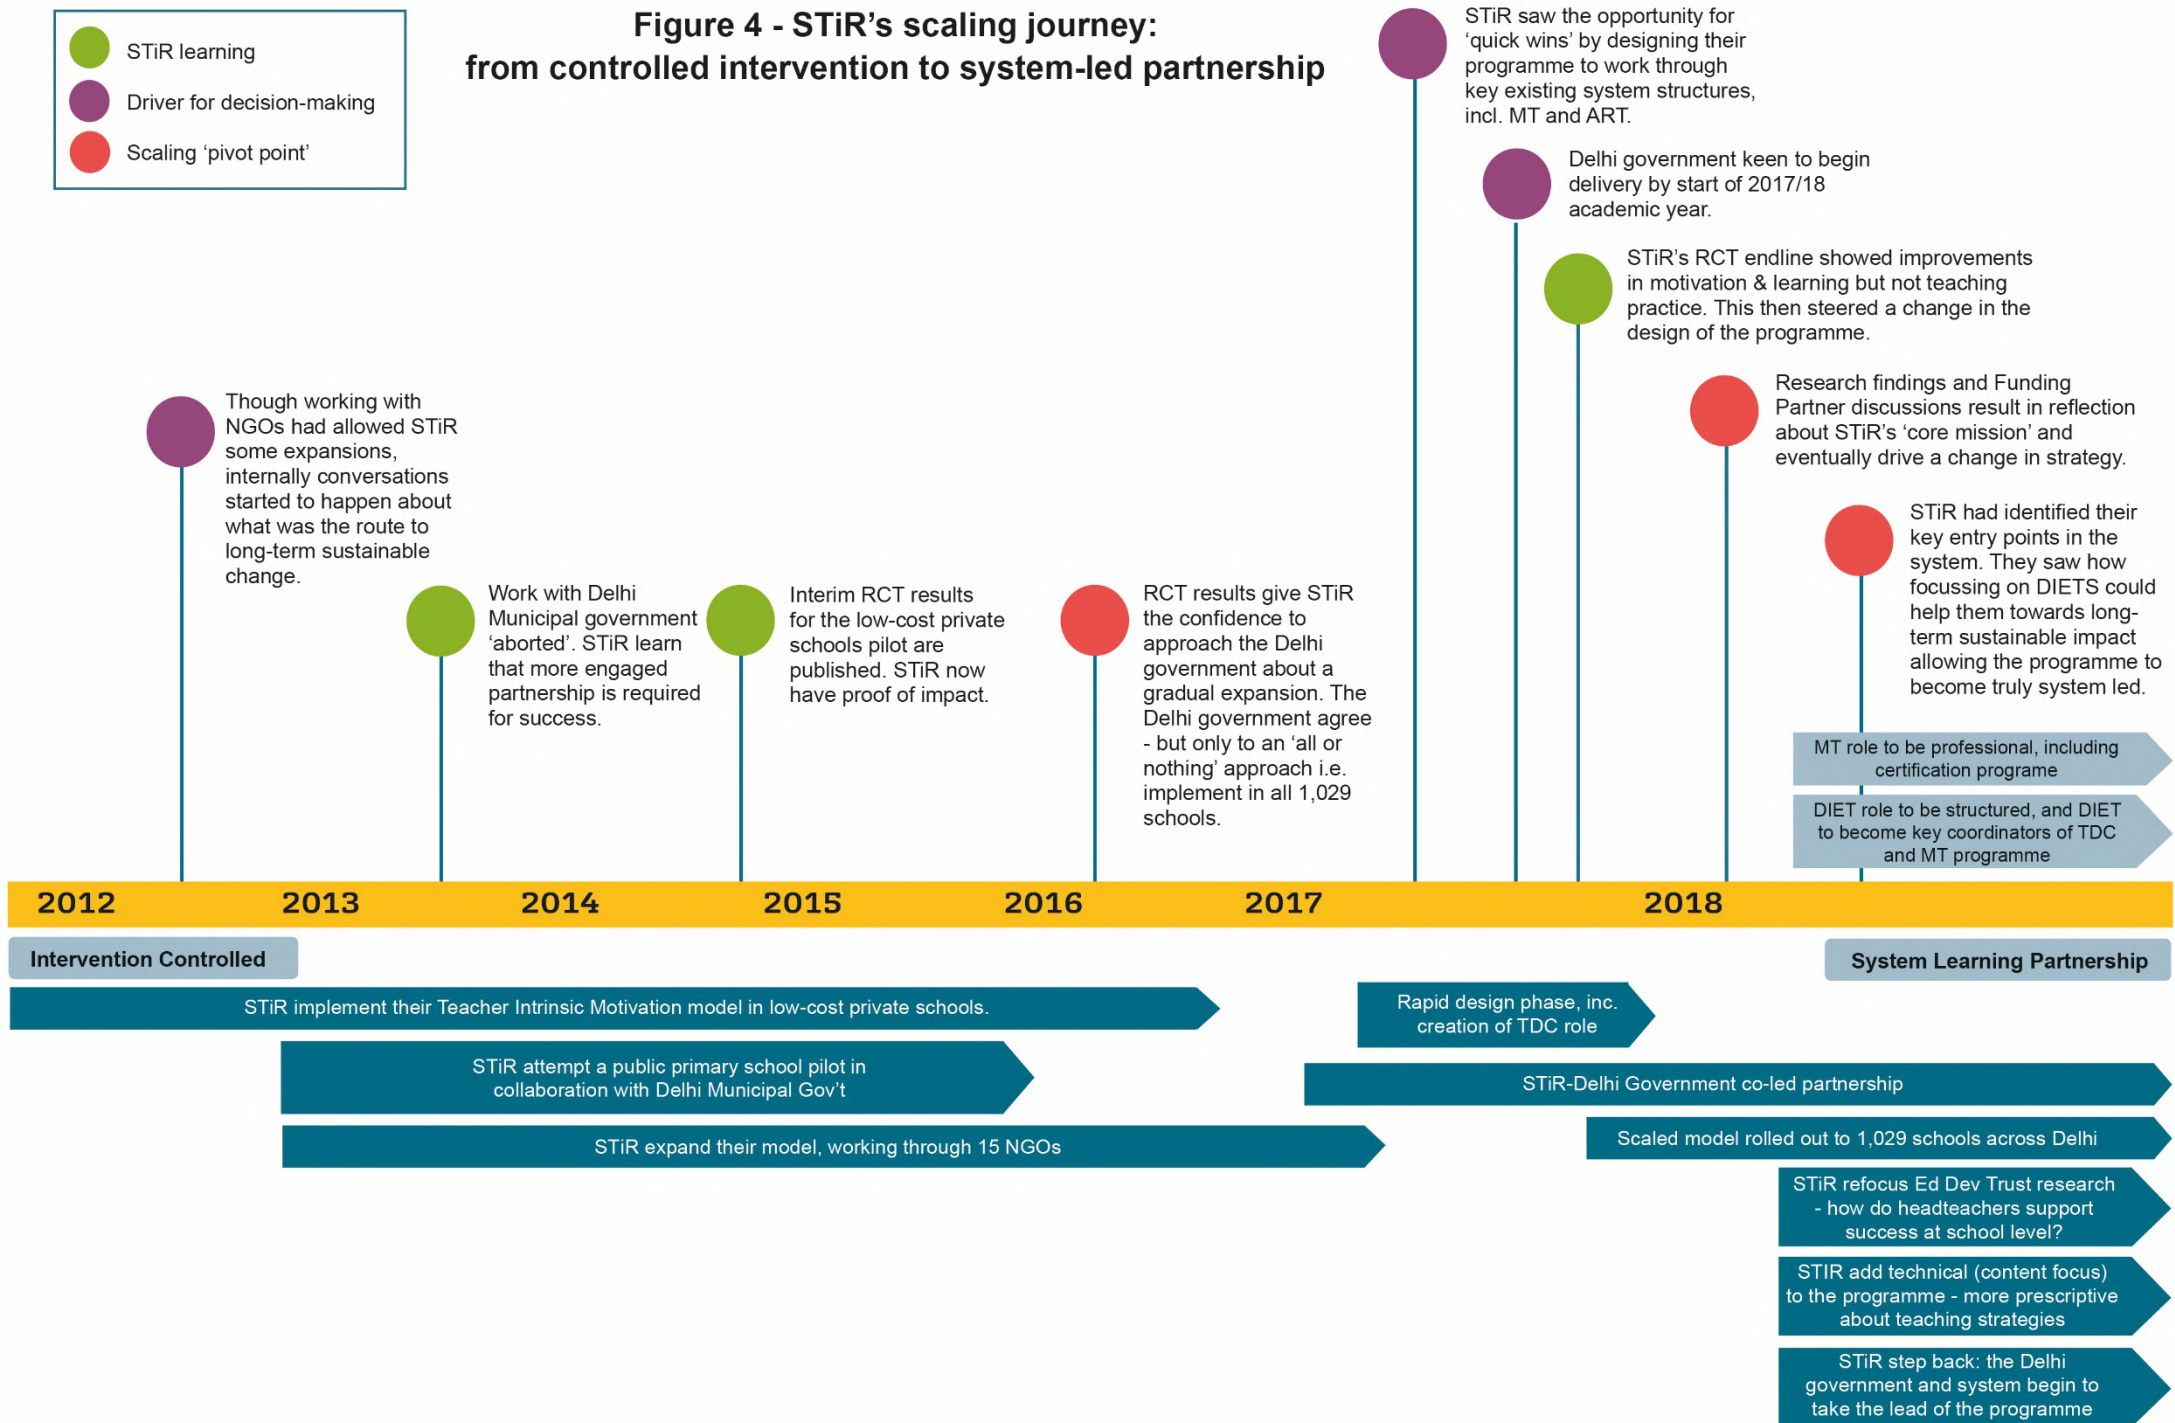 Figure 4 - STiR’s scaling journey:
from controlled intervention to system-led partnership
STiR learning
Driver for decision-making
Scaling ‘pivot point’
STiR saw the opportunity for
‘quick wins’ by designing their
programme to work through
key existing system structures,
incl. MT and ART.
Delhi government keen to begin
delivery by start of 2017/18
academic year.
STiR’s RCT endline showed improvements
in motivation & learning but not teaching
practice. This then steered a change in the
design of the programme.
Research findings and Funding
Partner discussions result in reflection
about STiR’s ‘core mission’ and
eventually drive a change in strategy.
Though working with
NGOs had allowed STiR
some expansions,
internally conversations
started to happen about
what was the route to
long-term sustainable
change.
Work with Delhi
Municipal government
‘aborted’. STiR learn
that more engaged
partnership is required
for success.
Interim RCT results
for the low-cost private
schools pilot are
published. STiR now
have proof of impact.
RCT results give STiR
the confidence to
approach the Delhi
government about a
gradual expansion. The
Delhi government agree
- but only to an ‘all or
nothing’ approach i.e.
implement in all 1,029
schools.
STiR had identified their
key entry points in the
system. They saw how
focussing on DIETS could
help them towards long-
term sustainable impact
allowing the programme to
become truly system led.
MT role to be professional, including
certification programe
DIET role to be structured, and DIET
to become key coordinators of TDC
and MT programme
2012 2013 2014 2015 2016 2017 2018
Intervention Controlled
System Learning Partnership
STiR implement their Teacher Intrinsic Motivation model in low-cost private schools.
Rapid design phase, inc.
creation of TDC role
STiR attempt a public primary school pilot in
collaboration with Delhi Municipal Gov’t
STiR-Delhi Government co-led partnership
STiR expand their model, working through 15 NGOs
Scaled model rolled out to 1,029 schools across Delhi
STiR refocus Ed Dev Trust research
- how do headteachers support
success at school level?
STIR add technical (content focus)
to the programme - more prescriptive
about teaching strategies
STiR step back: the Delhi
government and system begin to
take the lead of the programme